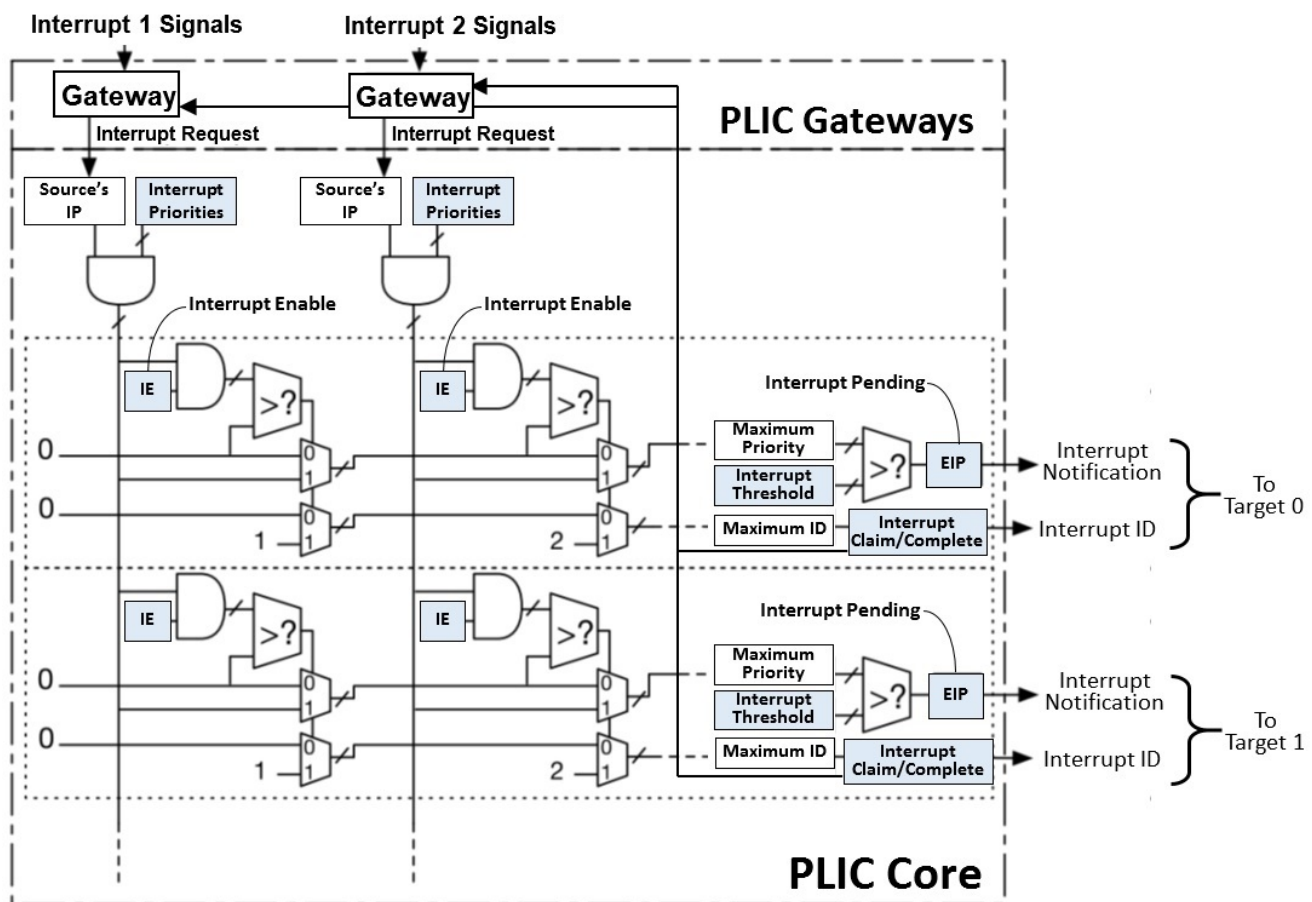 Interrupt 1 Signals
Interrupt 2 Signals
Gateway
Gateway
PLIC Gateways
Interrupt Request
Interrupt Request
Source's
IP
Interrupt
Priorities
Source's
IP
Interrupt
Priorities
Interrupt Enable
Interrupt Enable
IE
>?
IE
>?
Interrupt Pending
0
0
1
0
1
Maximum
Priority
Interrupt
Threshold
>?
EIP
Interrupt
Notification
0
0
1
1
0
1
2
Maximum ID
Interrupt
Claim/Complete
Interrupt ID
To
Target 0
IE
>?
IE
>?
Interrupt Pending
0
0
1
0
1
Maximum
Priority
Interrupt
Threshold
>?
EIP
Interrupt
Notification
0
0
1
1
0
1
2
Maximum ID
Interrupt
Claim/Complete
Interrupt ID
To
Target 1
PLIC Core